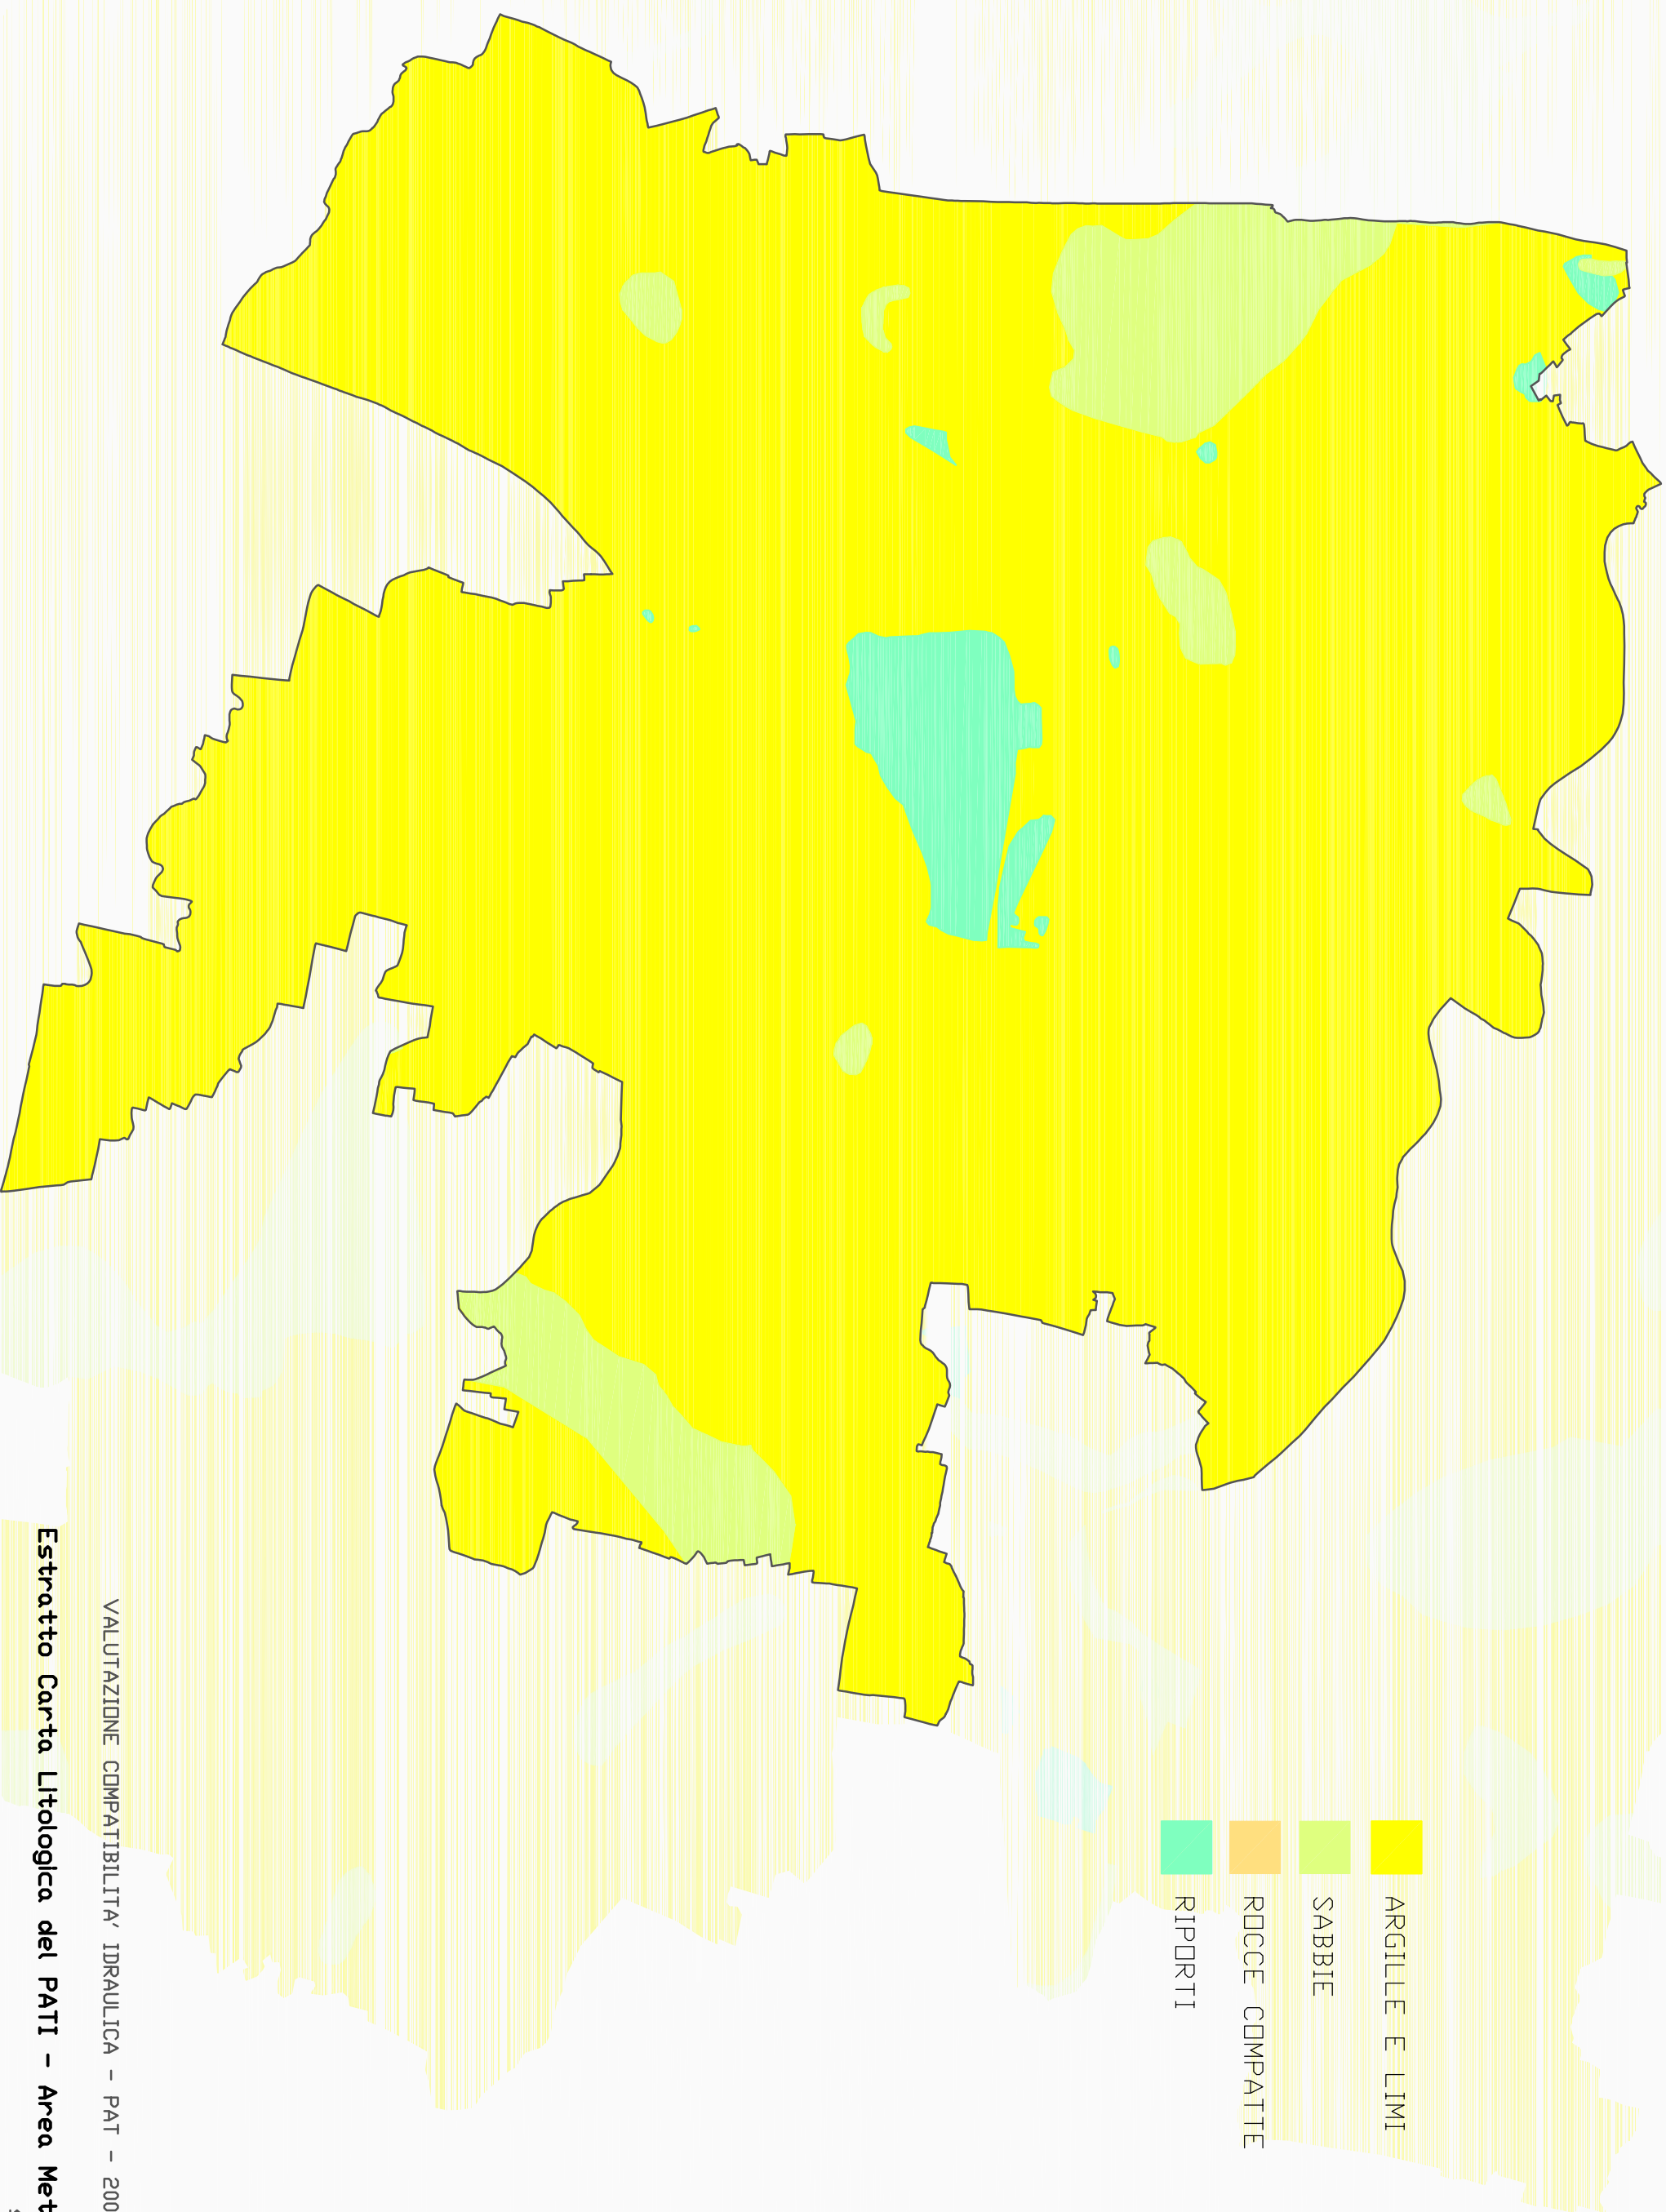 ARGILLE E LIMI
SABBIE
ROCCE COMPATTE
RIPORTI
VALUTAZIONE COMPATIBILITA' IDRAULICA - PAT - 200
Estratto Carta Litologica del PATI - Area Met